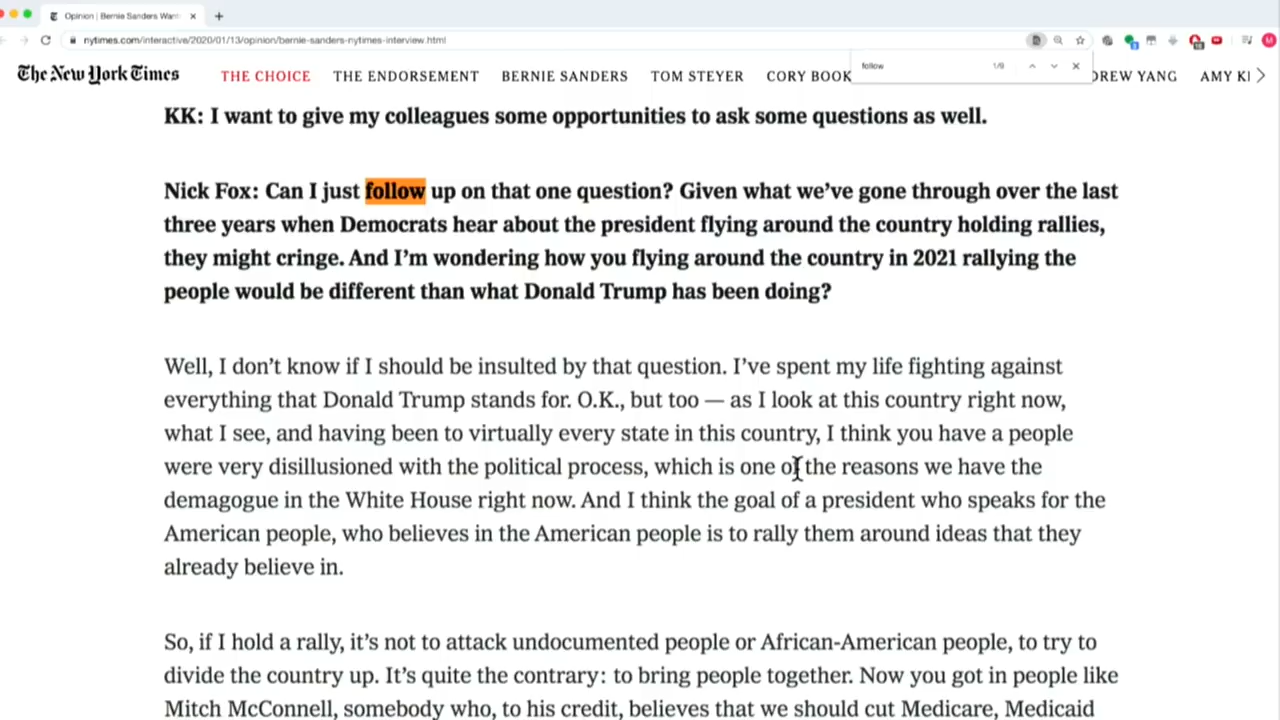 Opinion | Bernie Sanders Wan
nytimes.com/interactive/2020/01/13/opinion/bernie-sanders-nytimes-interview.html
The New York Times THE CHOICE THE ENDORSEMENT BERNIE SANDERS TOM STEYER CORY BOOK DREW YANG AMY KI
follow 1/9
KK: I want to give my colleagues some opportunities to ask some questions as well.
Nick Fox: Can I just follow up on that one question? Given what we've gone through over the last
three years when Democrats hear about the president flying around the country holding rallies,
they might cringe. And I'm wondering how you flying around the country in 2021 rallying the
people would be different than what Donald Trump has been doing?
Well, I don't know if I should be insulted by that question. I've spent my life fighting against
everything that Donald Trump stands for. O.K., but too — as I look at this country right now,
what I see, and having been to virtually every state in this country, I think you have a people
were very disillusioned with the political process, which is one of the reasons we have the
demagogue in the White House right now. And I think the goal of a president who speaks for the
American people, who believes in the American people is to rally them around ideas that they
already believe in.
So, if I hold a rally, it's not to attack undocumented people or African-American people, to try to
divide the country up. It's quite the contrary: to bring people together. Now you got in people like
Mitch McConnell, somebody who, to his credit, believes that we should cut Medicare, Medicaid